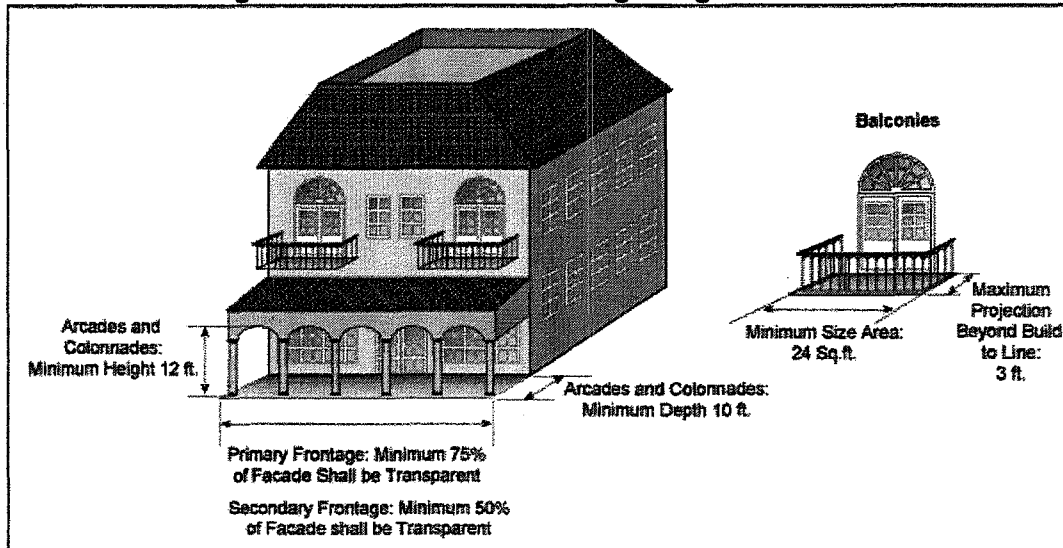 Balconies
Arcades and
Colonnades:
Minimum Height 12 ft.
Arcades and Colonnades:
Minimum Depth 10 ft.
Primary Frontage: Minimum 75%
of Facade Shall be Transparent
Secondary Frontage: Minimum 50%
of Facade shall be Transparent
Minimum Size Area:
24 Sq.ft.
Maximum
Projection
Beyond Build
to Line:
3 ft.